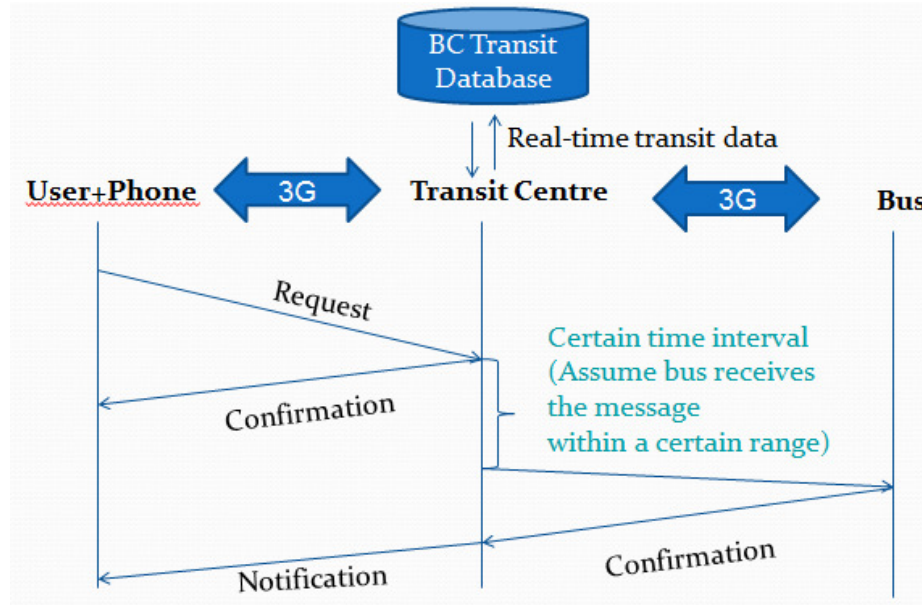 BC Transit
Database
Real-time transit data
User+Phone
3G
Transit Centre
3G
Bus
Request
Certain time interval
(Assume bus receives
the message
within a certain range)
Confirmation
Confirmation
Notification